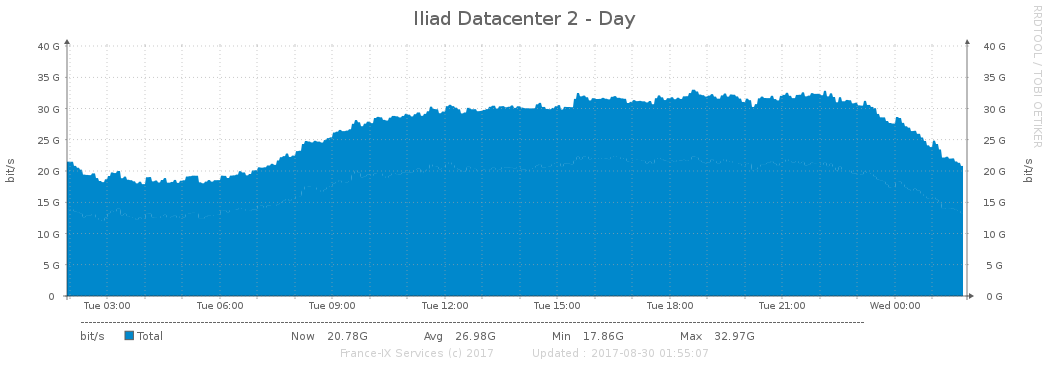 Iliad Datacenter 2 - Day
RRDTOOL / TOBI OETIKER
40 G 40 G
35 G 35 G
30 G 30 G
25 G 25 G
20 G 20 G
15 G 15 G
10 G 10 G
5 G 5 G
0 0 G
bit/s bit/s
Tue 03:00 Tue 06:00 Tue 09:00 Tue 12:00 Tue 15:00 Tue 18:00 Tue 21:00 Wed 00:00
bit/s Total Now 20.78G Avg 26.98G Min 17.86G Max 32.97G
France-IX Services (c) 2017 Updated : 2017-08-30 01:55:07